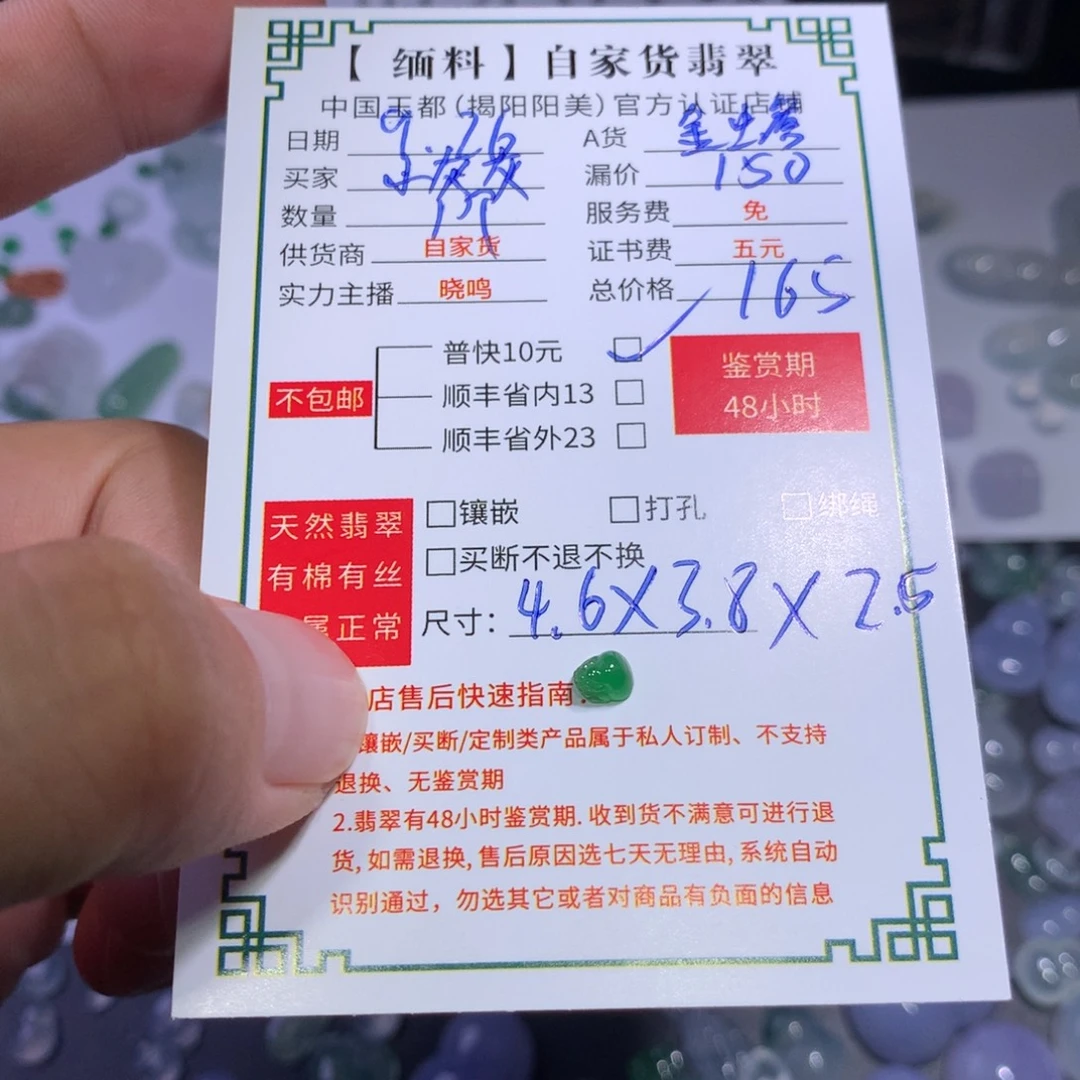 【缅料】自家货翡翠
中国玉都(揭阳阳美)官方认证店铺
日期 9.26 A货 金蟾
买家 漏价 150
数量 1件 服务费 免
供货商 自家货 证书费 五元
实力主播 晓鸣 总价格 165
不包邮
普快10元
顺丰省内13
顺丰省外23
鉴赏期
48小时
天然翡翠
有棉有丝
属正常
镶嵌 打孔 绑绳
买断不退不换
尺寸: 4.6X3.8X2.5
店售后快速指南:
镶嵌/买断/定制类产品属于私人订制、不支持
退换、无鉴赏期
2.翡翠有48小时鉴赏期. 收到货不满意可进行退
货, 如需退换, 售后原因选七天无理由, 系统自动
识别通过，勿选其它或者对商品有负面的信息